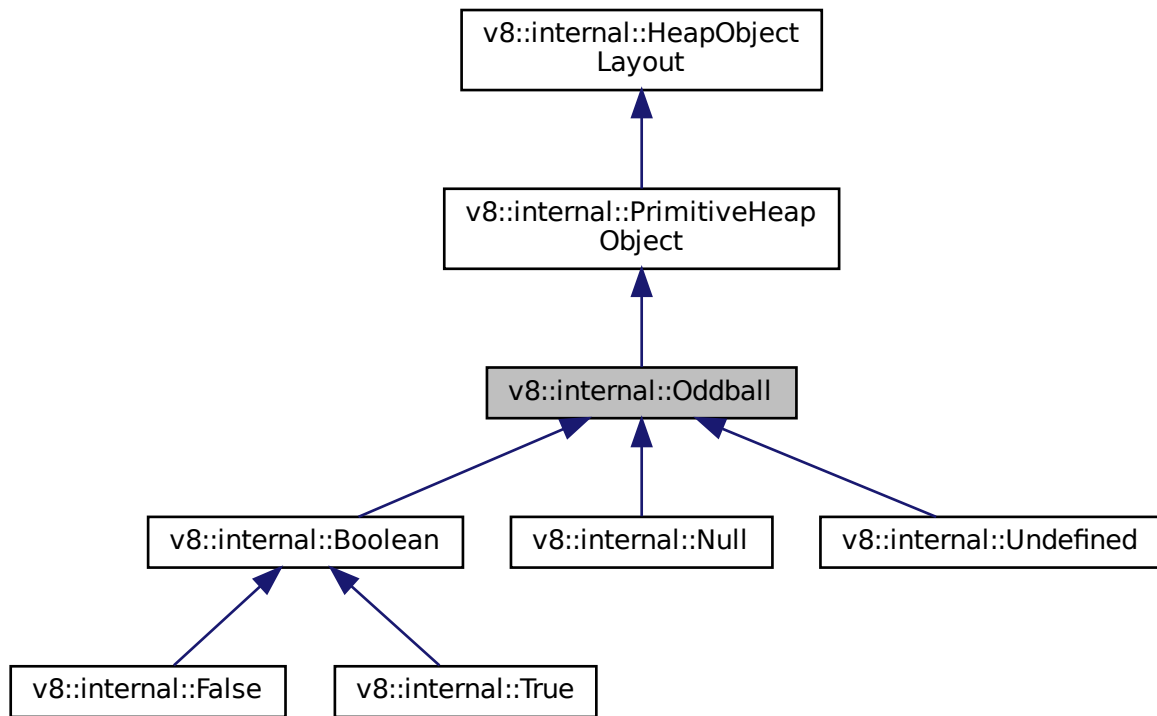 v8::internal::HeapObject
Layout
v8::internal::PrimitiveHeap
Object
v8::internal::Oddball
v8::internal::Boolean
v8::internal::Null
v8::internal::Undefined
v8::internal::False
v8::internal::True